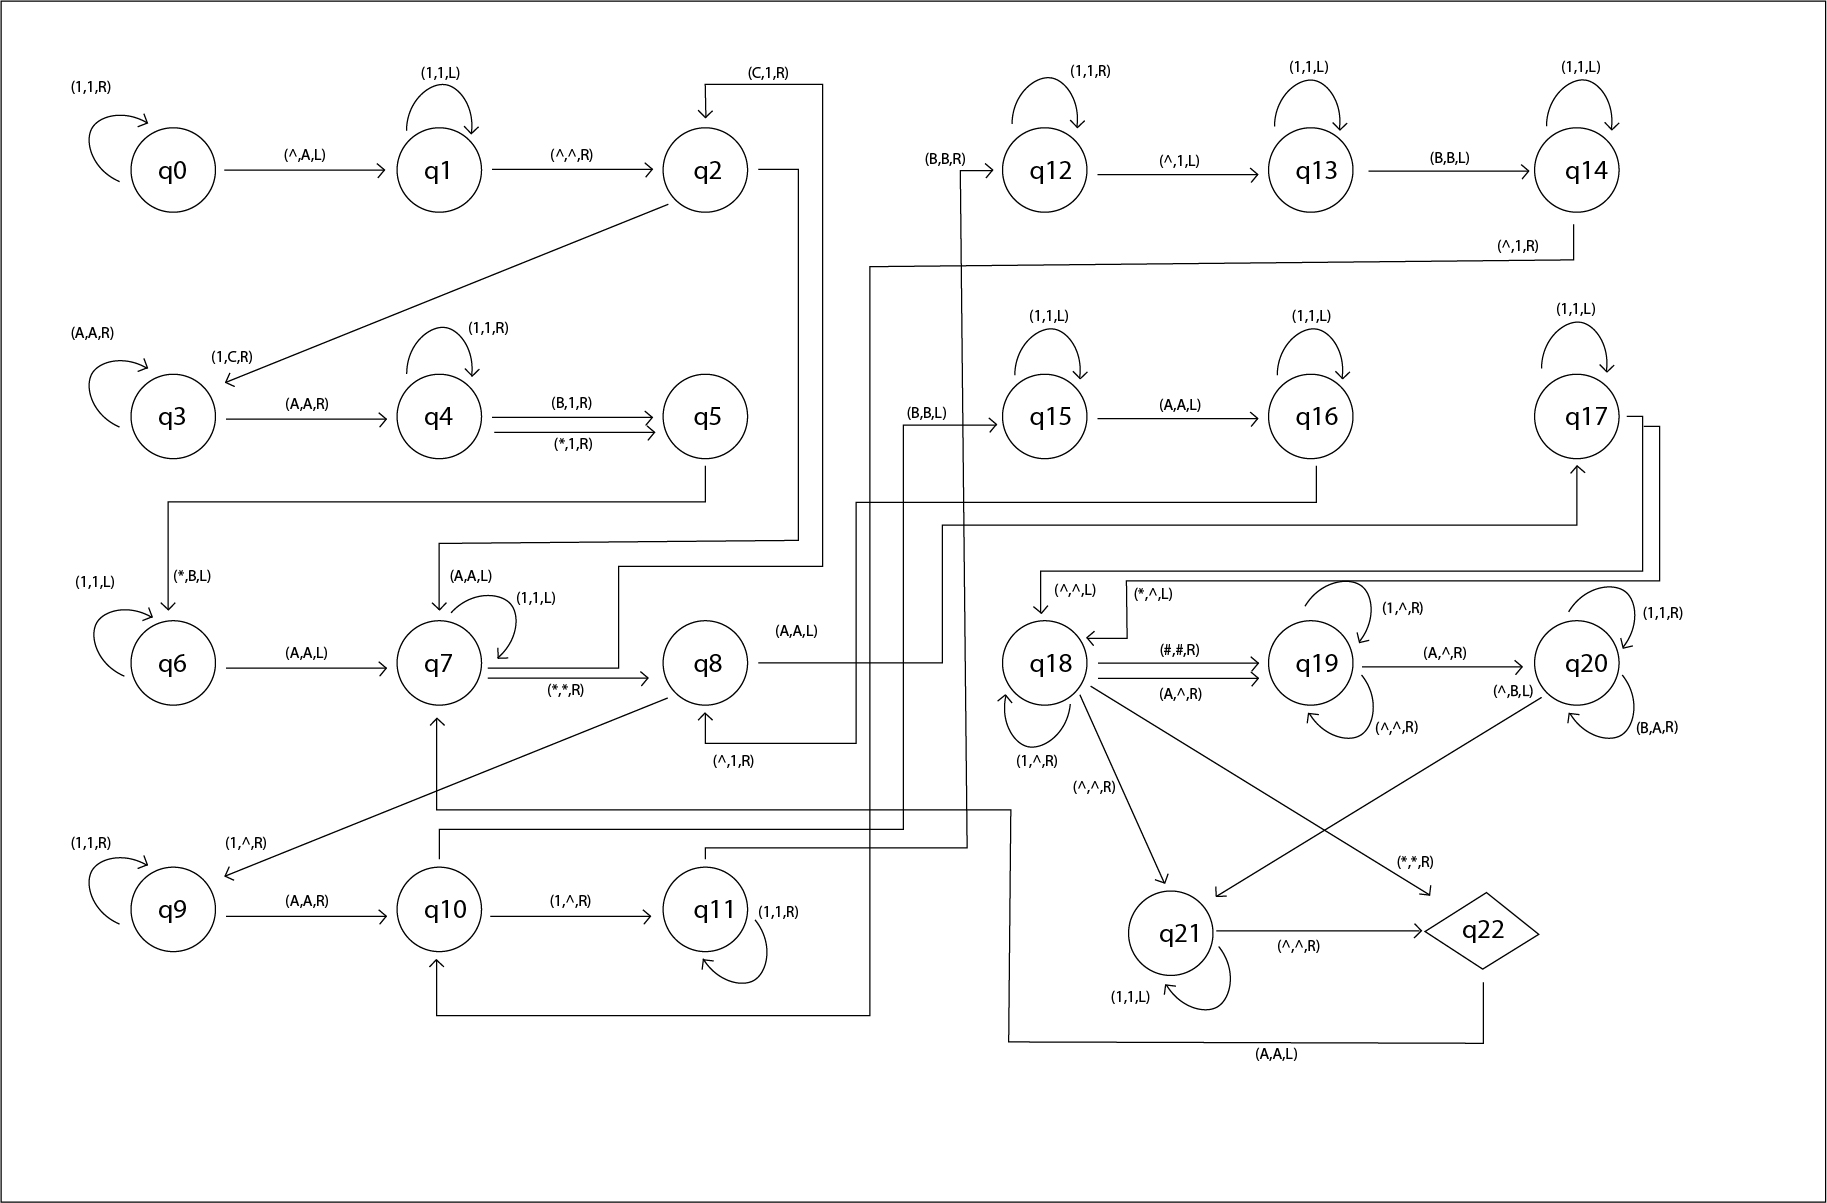 (1,1,R)
(1,1,L)
(C,1,R)
(1,1,R)
(1,1,L)
(1,1,L)
q0
(^,A,L)
q1
(^,^,R)
q2
(B,B,R)
q12
(^,1,L)
q13
(B,B,L)
q14
(^,1,R)
(A,A,R)
(1,C,R)
(1,1,R)
(1,1,L)
(1,1,L)
(1,1,L)
q3
(A,A,R)
q4
(B,1,R)
(*,1,R)
q5
(B,B,L)
q15
(A,A,L)
q16
q17
(1,1,L)
(*,B,L)
(A,A,L)
(1,1,L)
(A,A,L)
(^,^,L)
(*,^,L)
(1,^,R)
(1,1,R)
q6
(A,A,L)
q7
(*,*,R)
q8
q18
(#,#,R)
(A,^,R)
q19
(A,^,R)
q20
(^,B,L)
(^,1,R)
(1,^,R)
(^,^,R)
(B,A,R)
(^,^,R)
(1,1,R)
(1,^,R)
(*,*,R)
q9
(A,A,R)
q10
(1,^,R)
q11
(1,1,R)
q21
(^,^,R)
q22
(1,1,L)
(A,A,L)